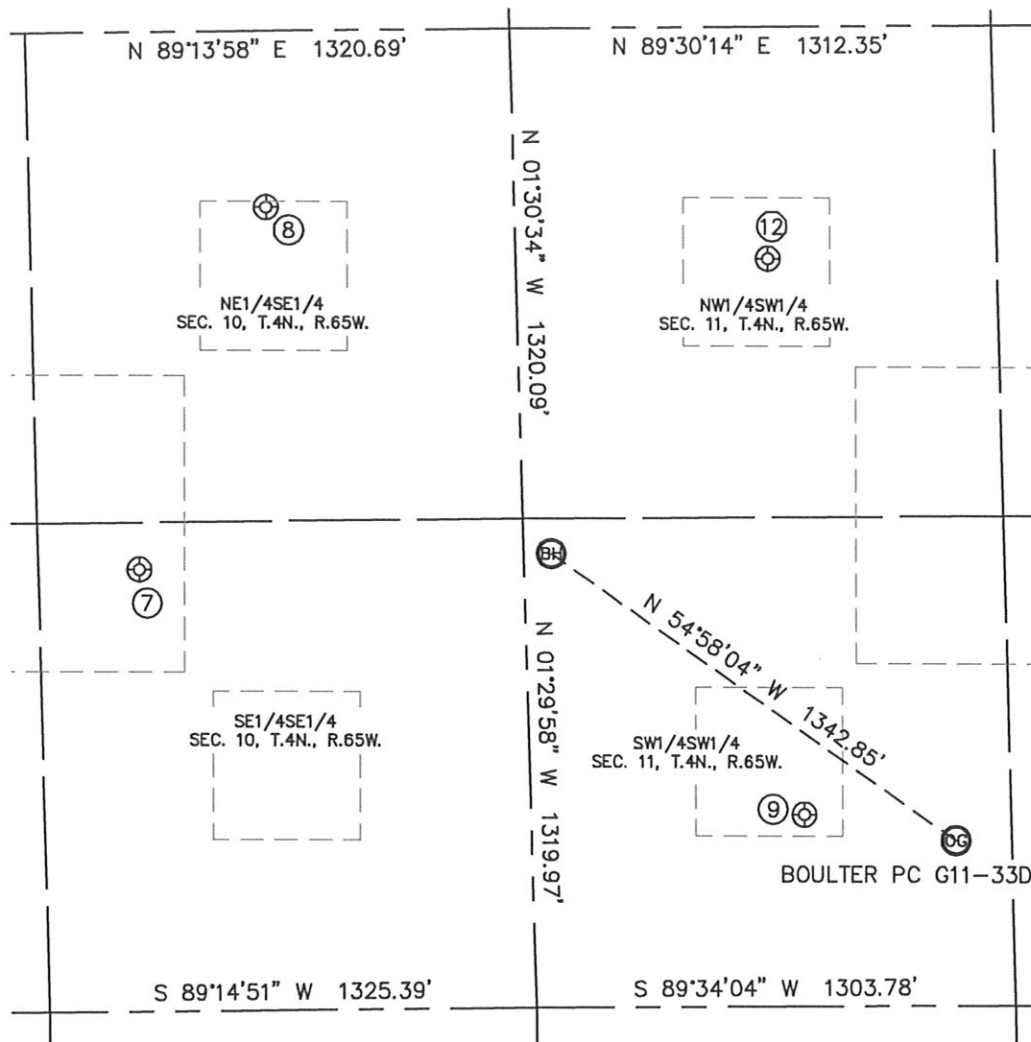 N 89°13'58" E 1320.69'
N 89°30'14" E 1312.35'
N 01°30'34" W 1320.09'
8
12
NE1/4SE1/4
SEC. 10, T.4N., R.65W.
NW1/4SW1/4
SEC. 11, T.4N., R.65W.
BH
7
N 54°58'04" W 1342.85'
N 01°29'58" W 1319.97'
SE1/4SE1/4
SEC. 10, T.4N., R.65W.
SW1/4SW1/4
SEC. 11, T.4N., R.65W.
9
OG
BOULTER PC G11-33D
S 89°14'51" W 1325.39'
S 89°34'04" W 1303.78'